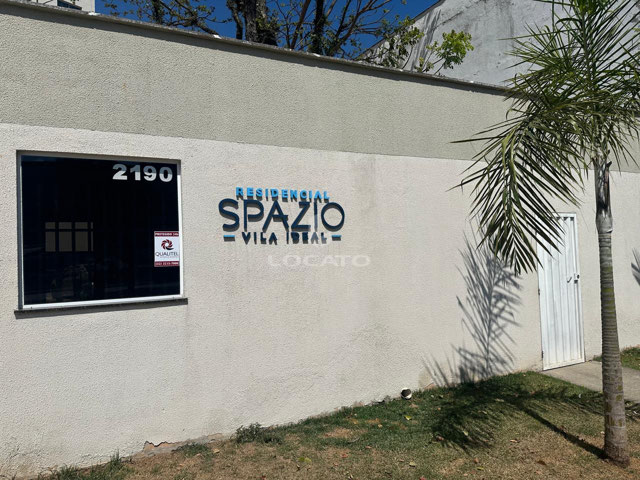 2190
RESIDENCIAL
SPAZIO
VILA IDEAL
LOCATO
QUALITEL